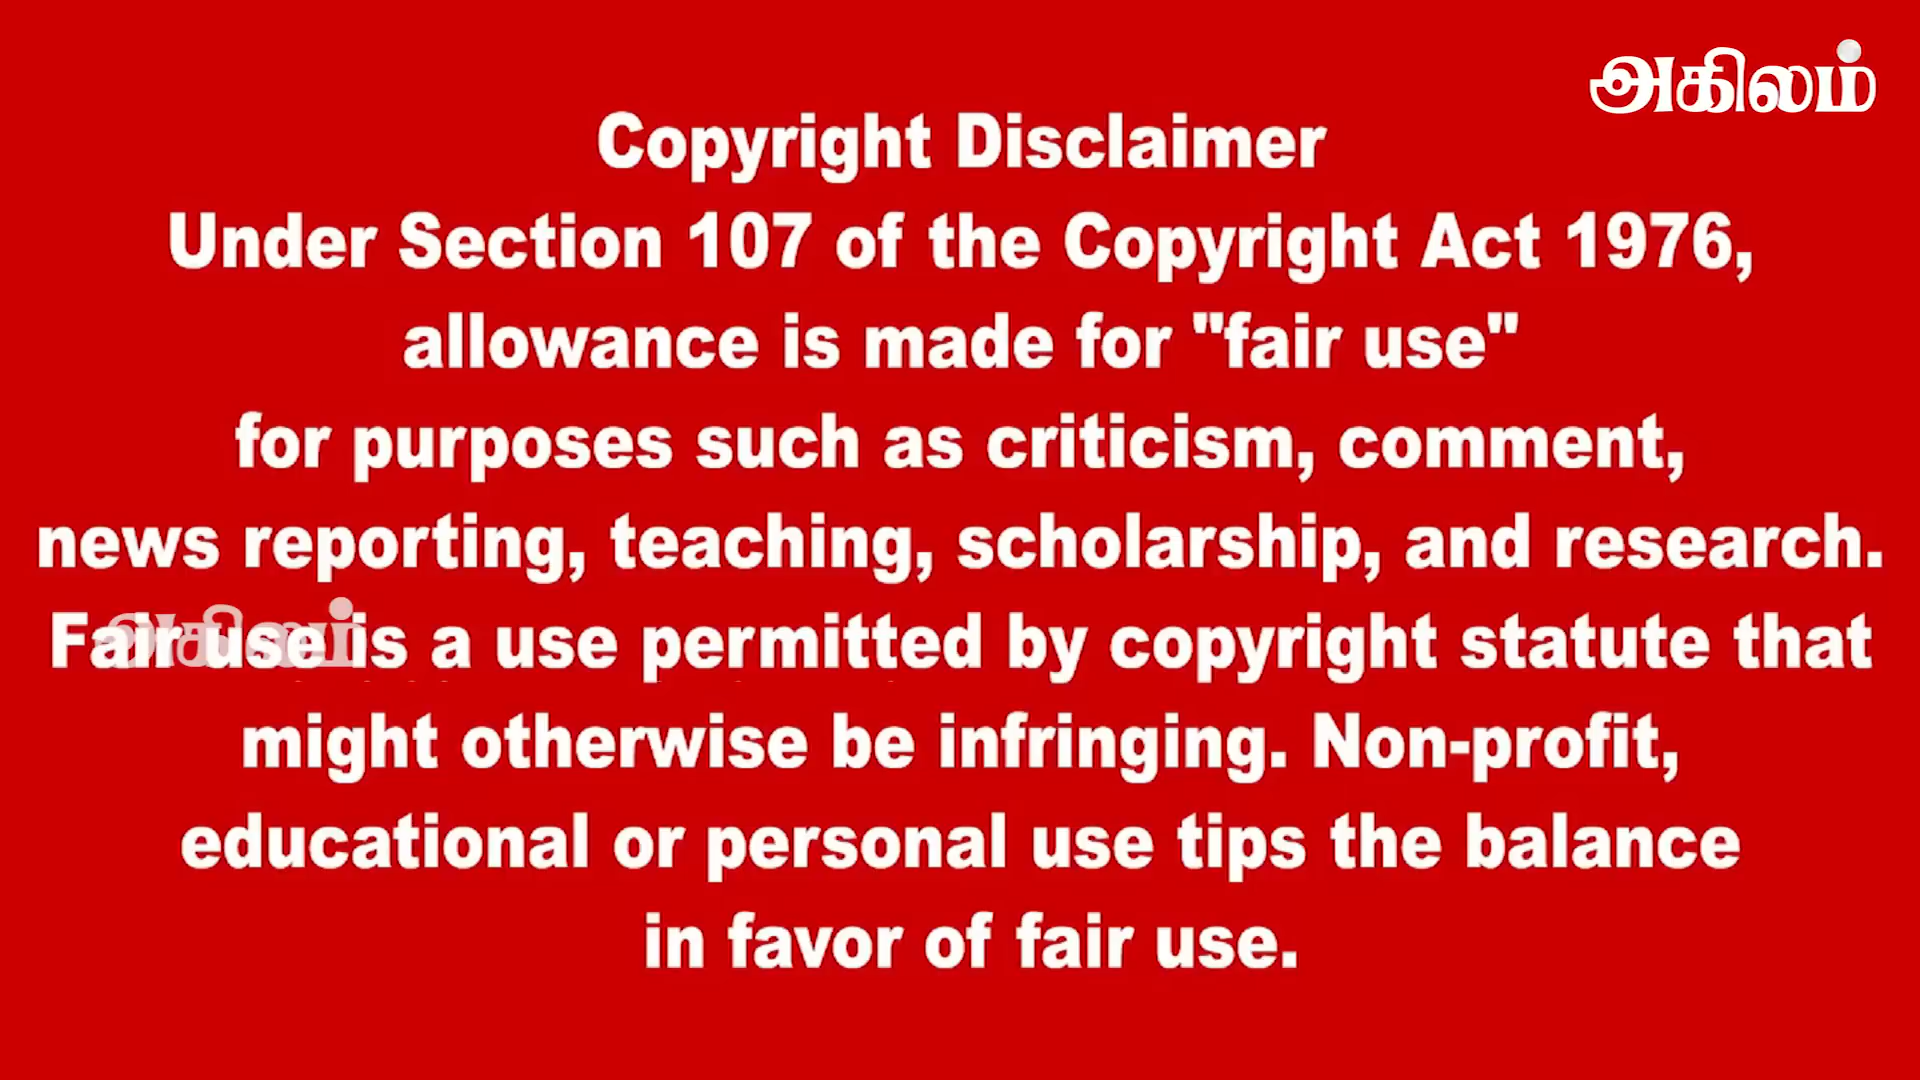 அகிலம்
Copyright Disclaimer
Under Section 107 of the Copyright Act 1976,
allowance is made for "fair use"
for purposes such as criticism, comment,
news reporting, teaching, scholarship, and research.
Fair use is a use permitted by copyright statute that
அகிலம்
might otherwise be infringing. Non-profit,
educational or personal use tips the balance
in favor of fair use.